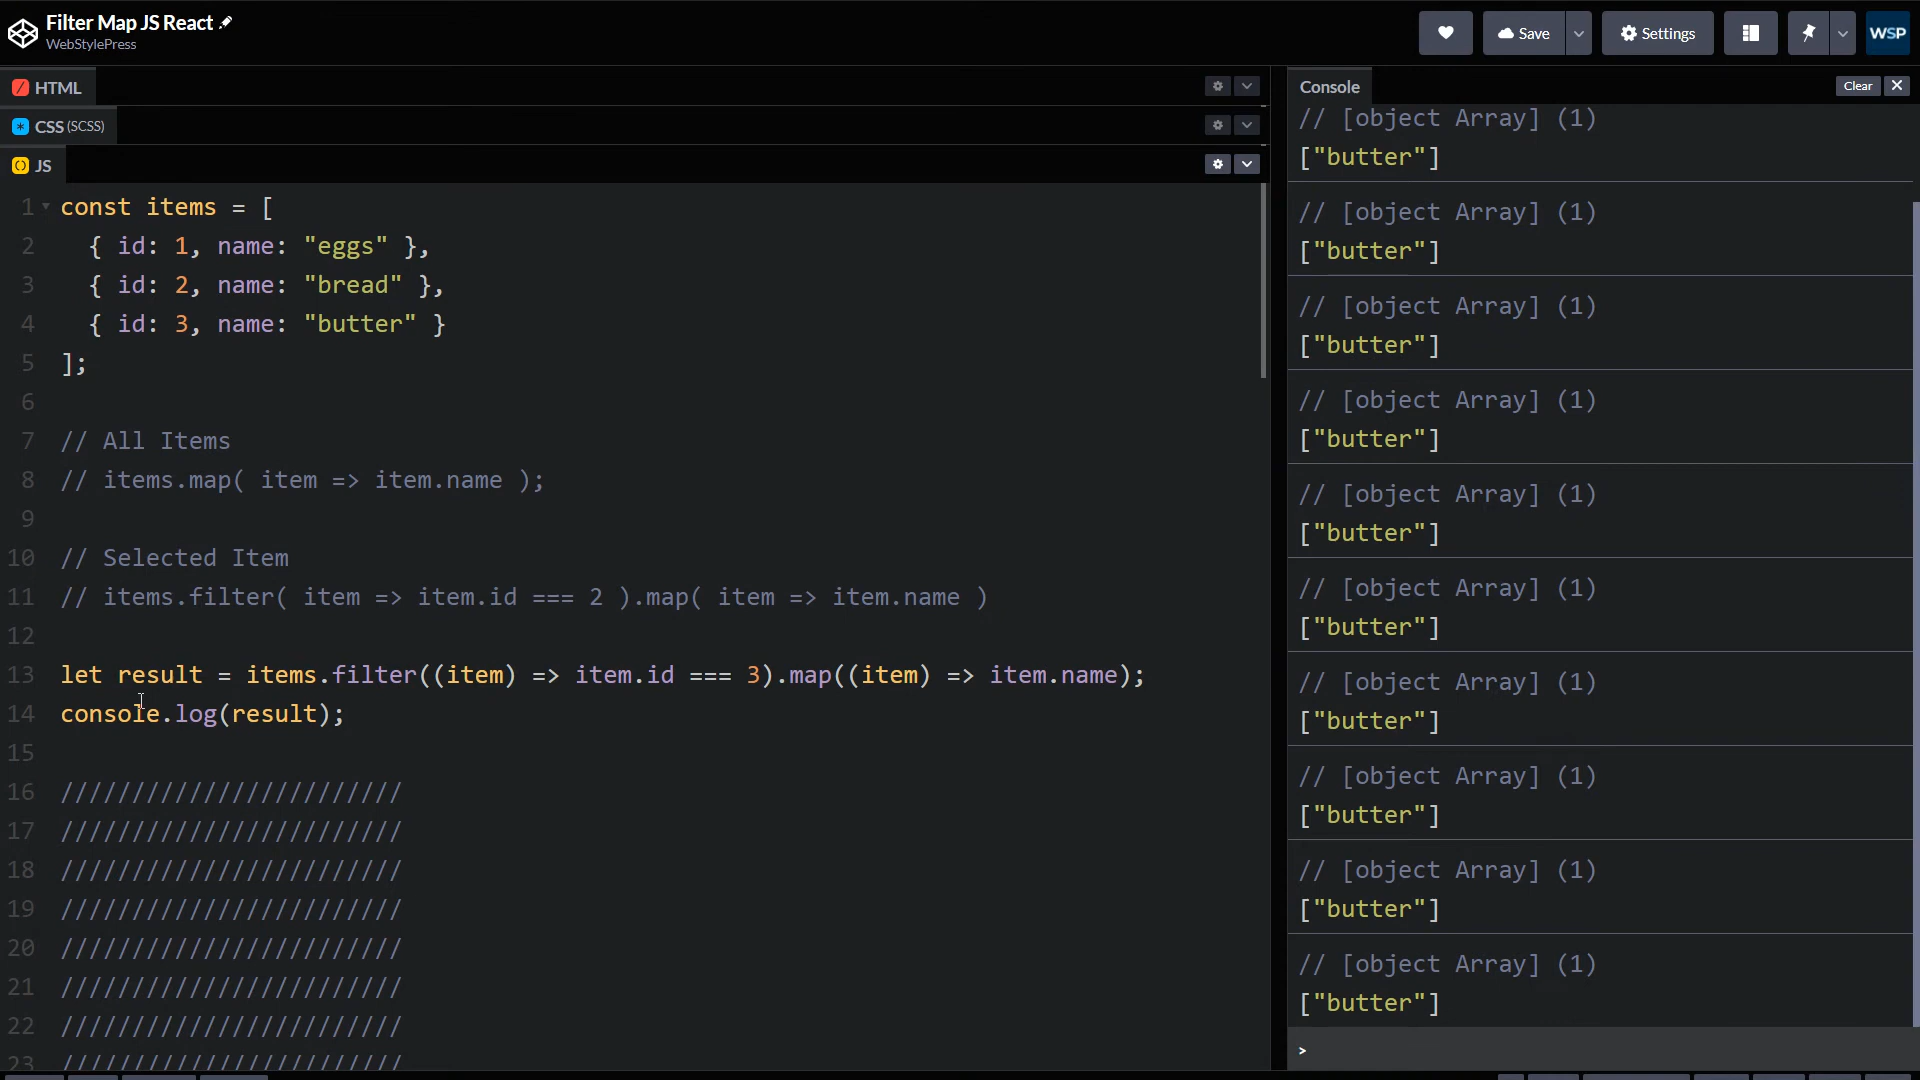 Filter Map JS React
WebStylePress
Save
Settings
WSP
HTML
CSS (SCSS)
JS
1 const items = [
2 { id: 1, name: "eggs" },
3 { id: 2, name: "bread" },
4 { id: 3, name: "butter" }
5 ];
6
7 // All Items
8 // items.map( item => item.name );
9
10 // Selected Item
11 // items.filter( item => item.id === 2 ).map( item => item.name )
12
13 let result = items.filter((item) => item.id === 3).map((item) => item.name);
14 console.log(result);
15
16 ////////////////////////
17 ////////////////////////
18 ////////////////////////
19 ////////////////////////
20 ////////////////////////
21 ////////////////////////
22 ////////////////////////
23 ////////////////////////
Console
Clear
// [object Array] (1)
["butter"]
// [object Array] (1)
["butter"]
// [object Array] (1)
["butter"]
// [object Array] (1)
["butter"]
// [object Array] (1)
["butter"]
// [object Array] (1)
["butter"]
// [object Array] (1)
["butter"]
// [object Array] (1)
["butter"]
// [object Array] (1)
["butter"]
// [object Array] (1)
["butter"]
>